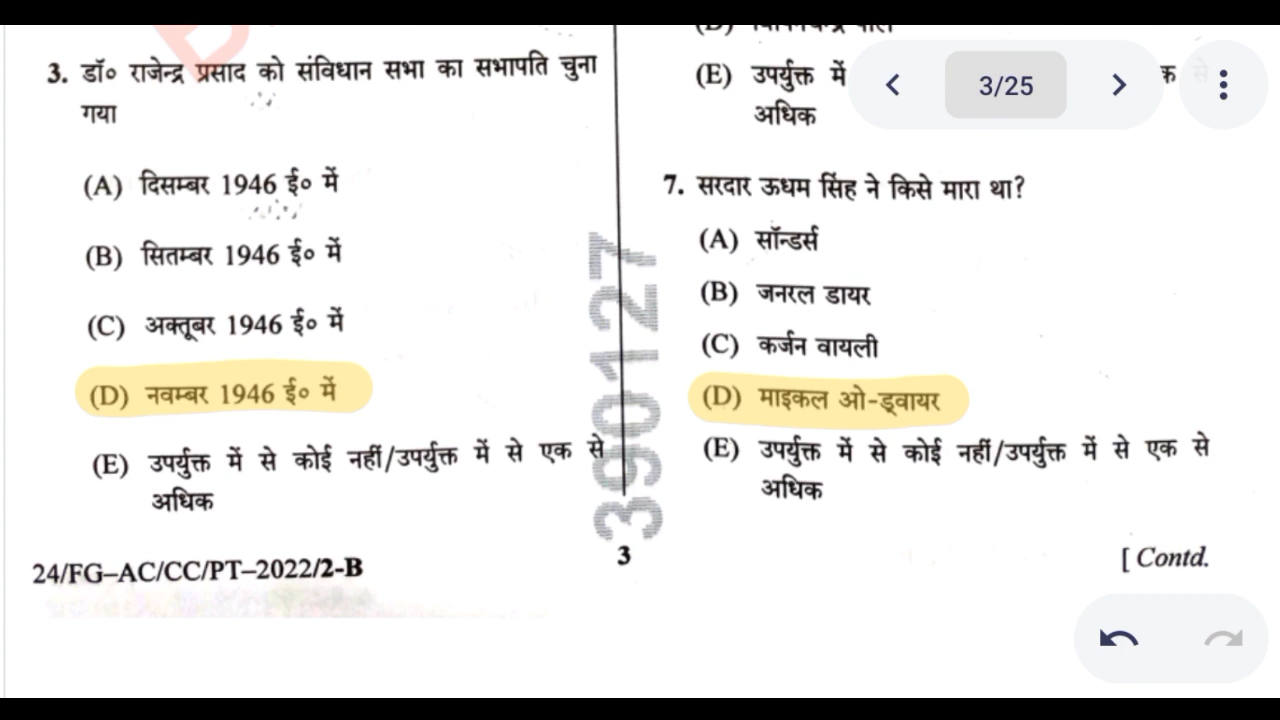 3. डॉ० राजेन्द्र प्रसाद को संविधान सभा का सभापति चुना
गया
(A) दिसम्बर 1946 ई० में
(B) सितम्बर 1946 ई० में
(C) अक्तूबर 1946 ई० में
(D) नवम्बर 1946 ई० में
(E) उपर्युक्त में से कोई नहीं/उपर्युक्त में से एक से
अधिक
24/FG–AC/CC/PT–2022/2-B
390127
3
(E) उपर्युक्त में
अधिक
3/25
7. सरदार ऊधम सिंह ने किसे मारा था?
(A) सॉन्डर्स
(B) जनरल डायर
(C) कर्जन वायली
(D) माइकल ओ-ड्वायर
(E) उपर्युक्त में से कोई नहीं/उपर्युक्त में से एक से
अधिक
[ Contd.